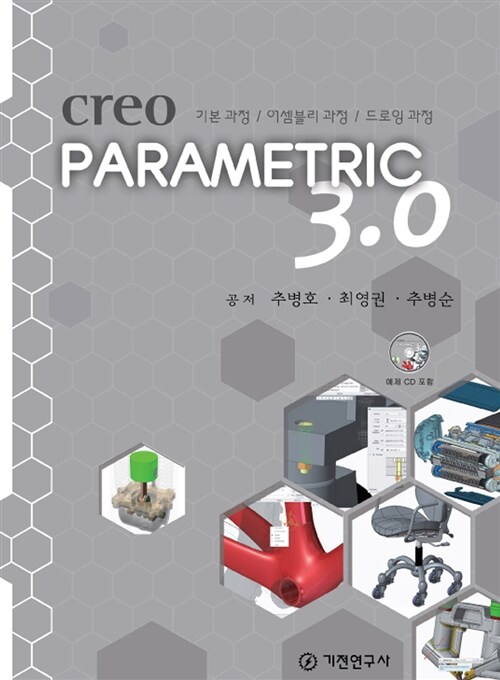 creo 기본 과정 / 어셈블리 과정 / 드로잉 과정
PARAMETRIC
3.0
공저 추병호 · 최영권 · 추병순
예제 CD 포함
기전연구사